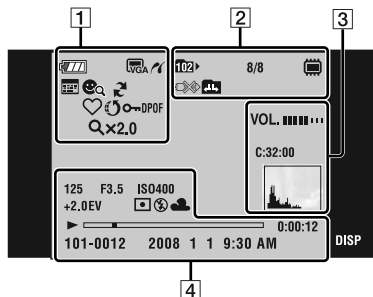 1 2 3
VGA 102 8/8
DPOF VOL.
×2.0 C:32:00
125 F3.5 ISO400
+2.0EV
0:00:12
101-0012 2008 1 1 9:30 AM DISP
4